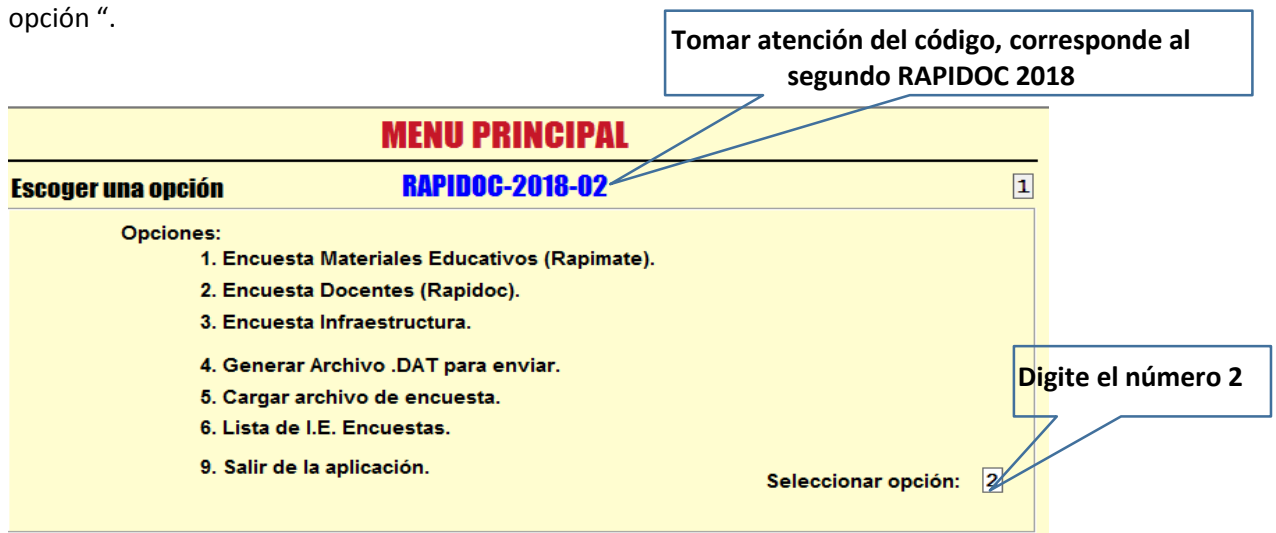 opción “.
Tomar atención del código, corresponde al
segundo RAPIDOC 2018
MENU PRINCIPAL
Escoger una opción
RAPIDOC-2018-02
1
Opciones:
1. Encuesta Materiales Educativos (Rapimate).
2. Encuesta Docentes (Rapidoc).
3. Encuesta Infraestructura.
4. Generar Archivo .DAT para enviar.
5. Cargar archivo de encuesta.
6. Lista de I.E. Encuestas.
9. Salir de la aplicación.
Digite el número 2
Seleccionar opción: 2